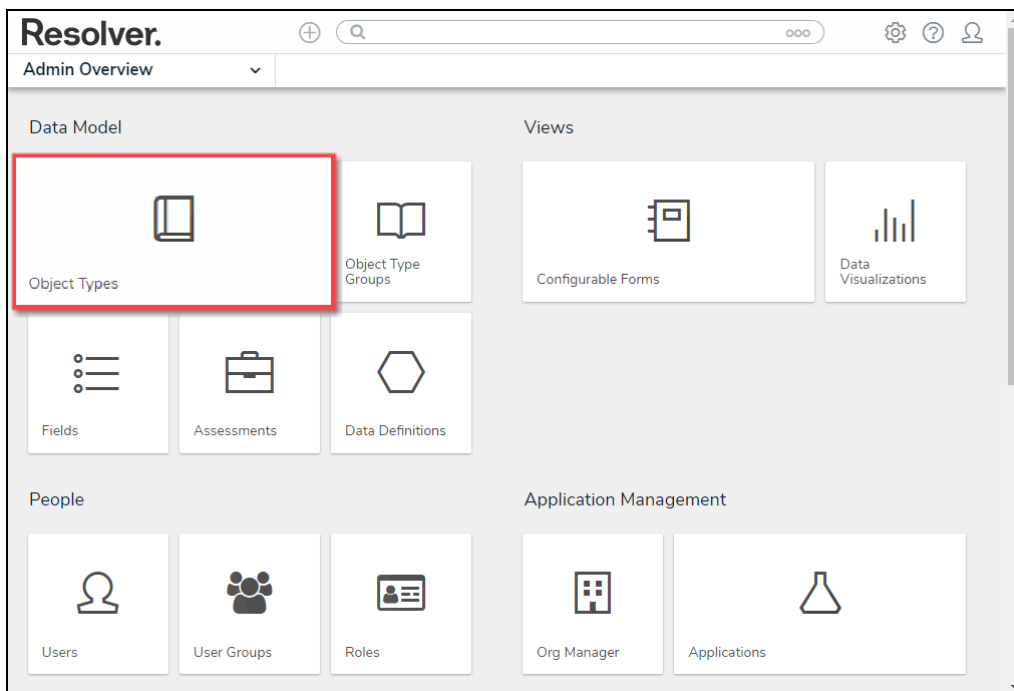 Resolver.
Admin Overview
Data Model
Views
Object Types
Object Type
Groups
Configurable Forms
Data
Visualizations
Fields
Assessments
Data Definitions
People
Application Management
Users
User Groups
Roles
Org Manager
Applications